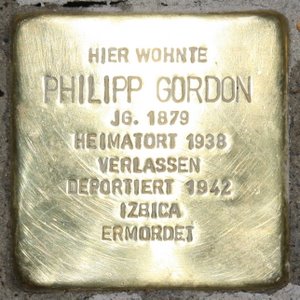 HIER WOHNTE
PHILIPP GORDON
JG. 1879
HEIMATORT 1938
VERLASSEN
DEPORTIERT 1942
IZBICA
ERMORDET